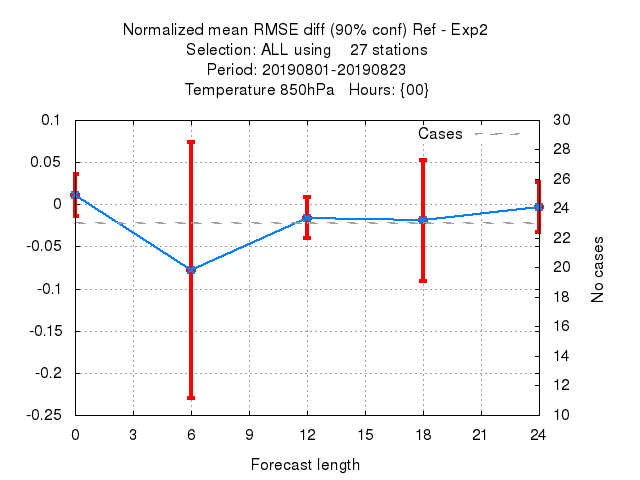 Normalized mean RMSE diff (90% conf) Ref - Exp2
Selection: ALL using    27 stations
Period: 20190801-20190823
Temperature 850hPa   Hours: {00}
Cases
0.1
0.05
0
-0.05
-0.1
-0.15
-0.2
-0.25
30
28
26
24
22
20
18
16
14
12
10
No cases
0 3 6 9 12 15 18 21 24
Forecast length